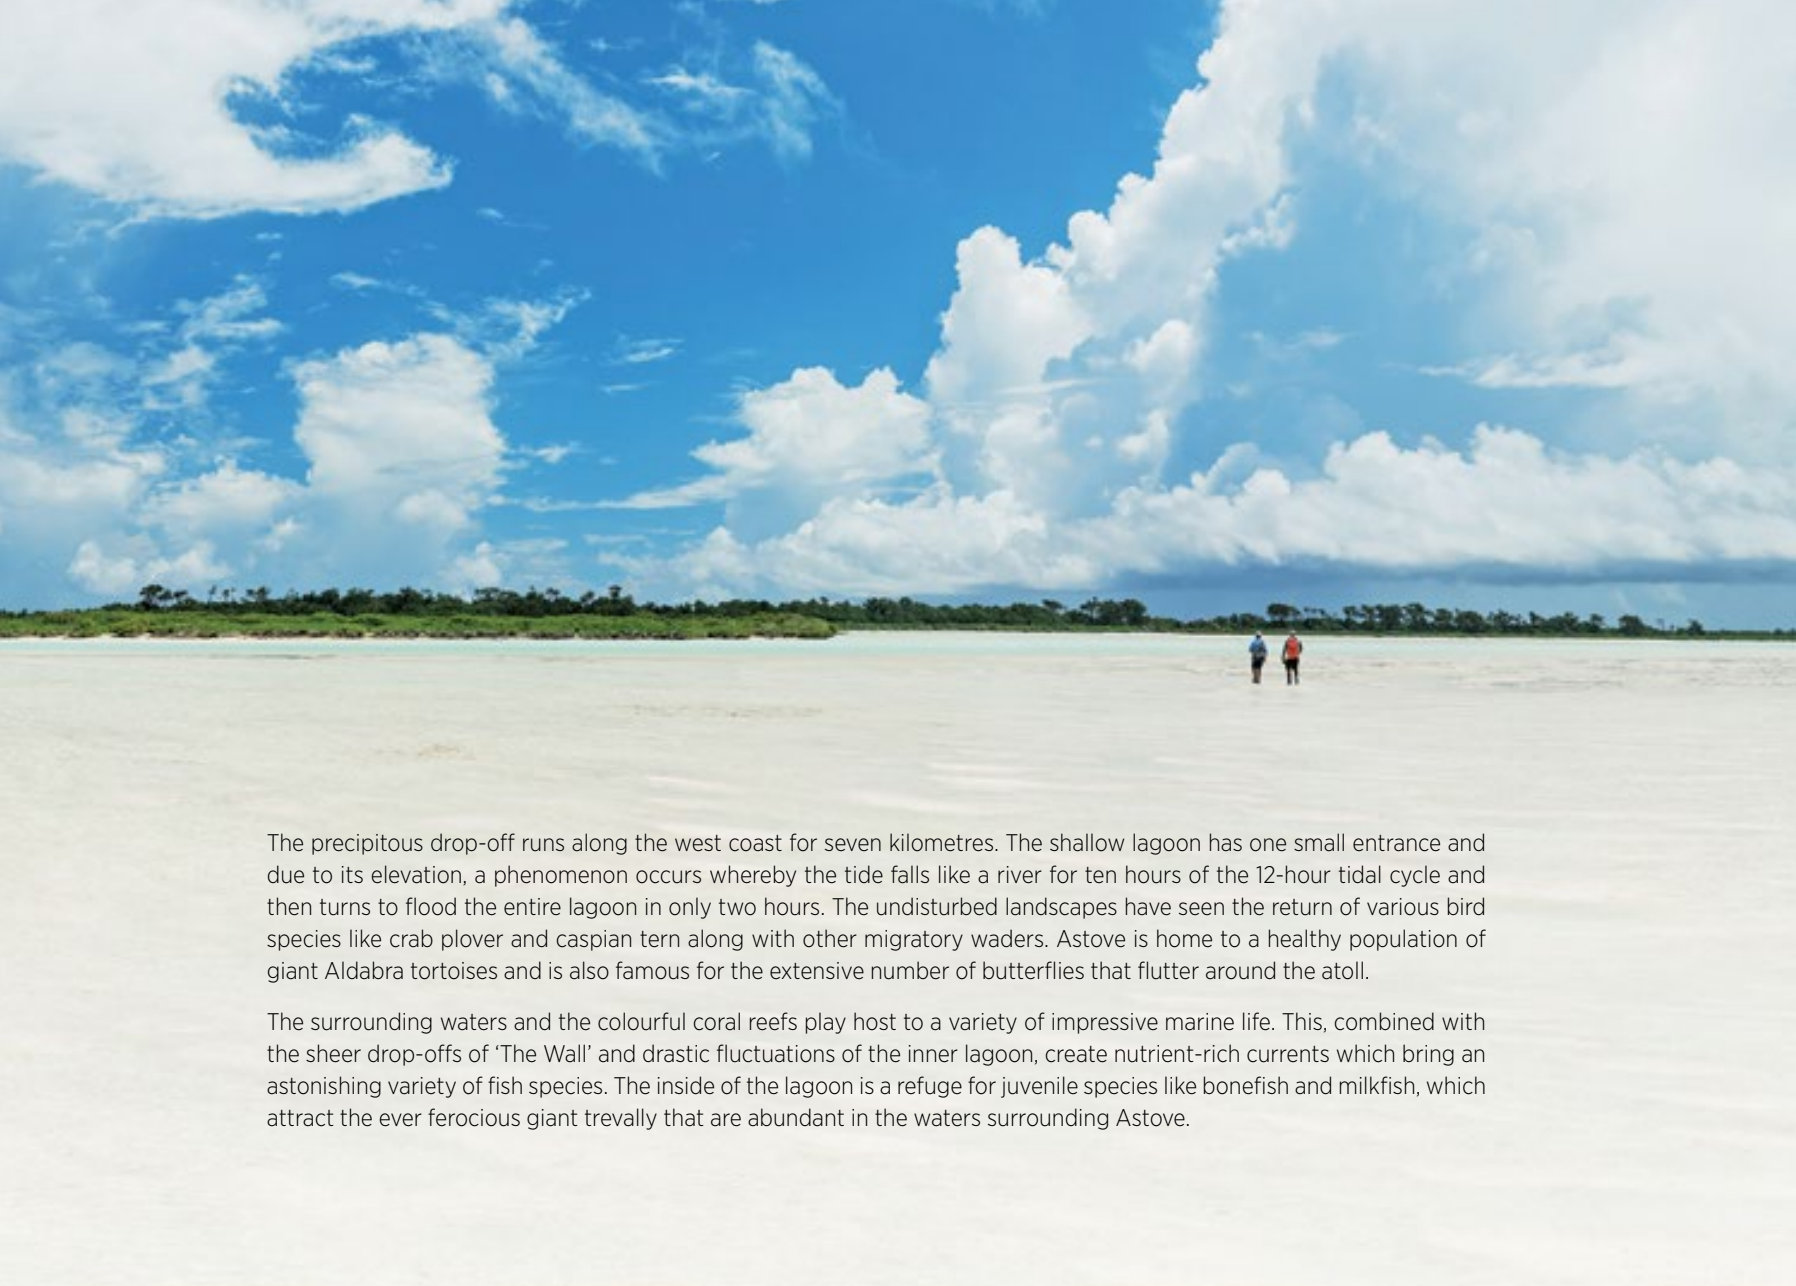 The precipitous drop-off runs along the west coast for seven kilometres. The shallow lagoon has one small entrance and
due to its elevation, a phenomenon occurs whereby the tide falls like a river for ten hours of the 12-hour tidal cycle and
then turns to flood the entire lagoon in only two hours. The undisturbed landscapes have seen the return of various bird
species like crab plover and caspian tern along with other migratory waders. Astove is home to a healthy population of
giant Aldabra tortoises and is also famous for the extensive number of butterflies that flutter around the atoll.
The surrounding waters and the colourful coral reefs play host to a variety of impressive marine life. This, combined with
the sheer drop-offs of ‘The Wall’ and drastic fluctuations of the inner lagoon, create nutrient-rich currents which bring an
astonishing variety of fish species. The inside of the lagoon is a refuge for juvenile species like bonefish and milkfish, which
attract the ever ferocious giant trevally that are abundant in the waters surrounding Astove.